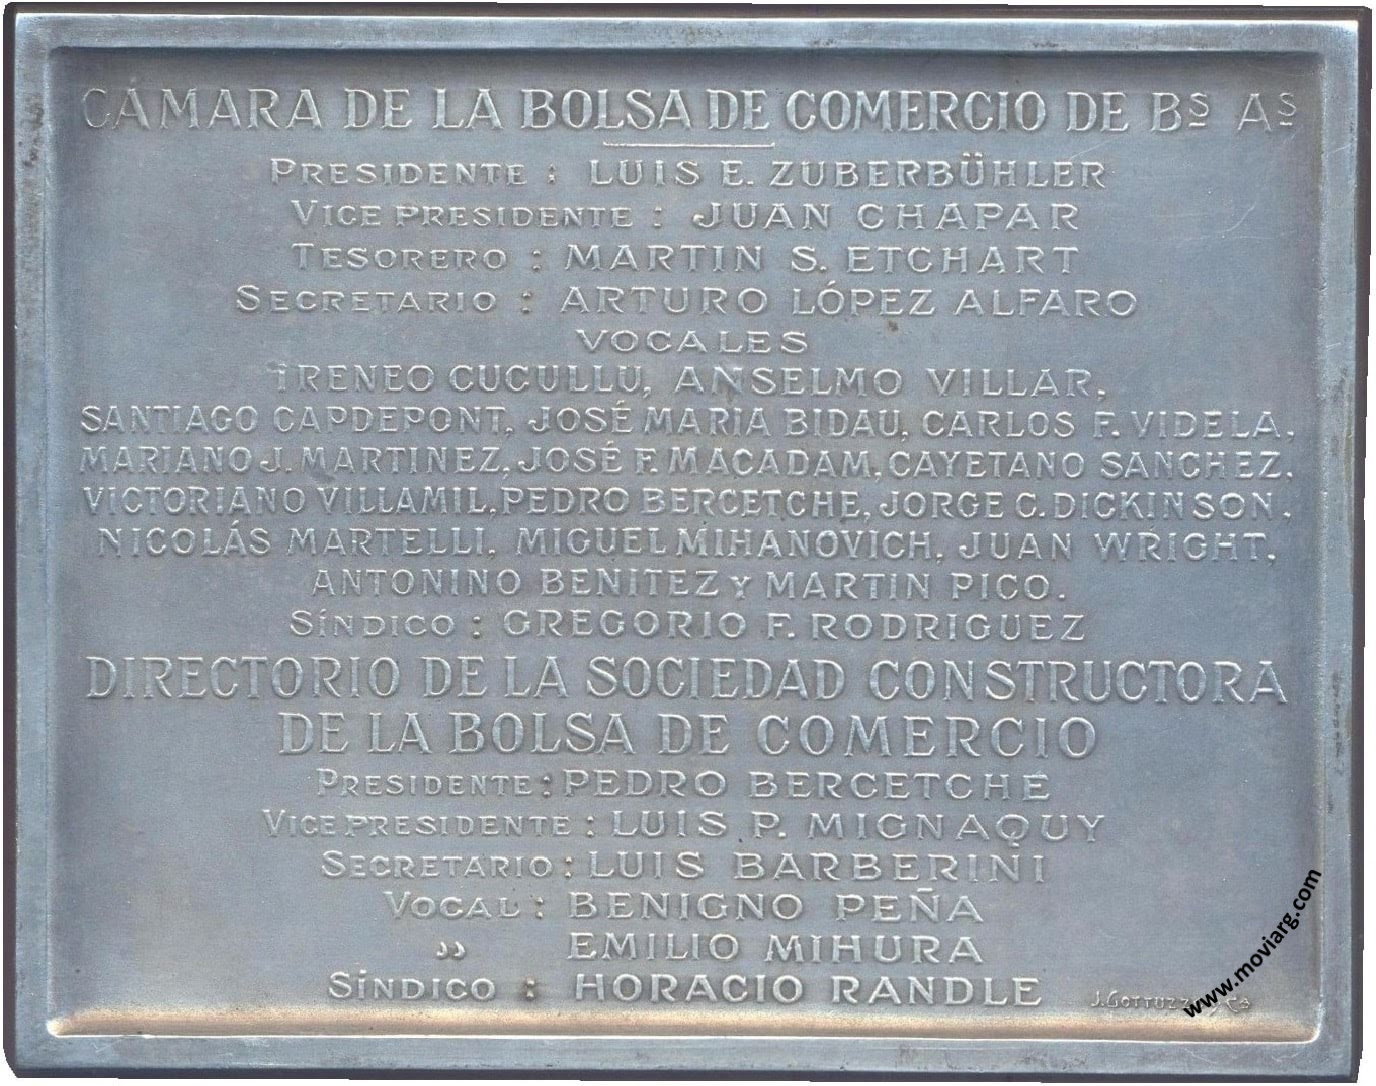 CÁMARA DE LA BOLSA DE COMERCIO DE Bs As
PRESIDENTE : LUIS E. ZUBERBÜHLER
VICE PRESIDENTE : JUAN CHAPAR
TESORERO : MARTIN S. ETCHART
SECRETARIO : ARTURO LÓPEZ ALFARO
VOCALES
IRENEO CUCULLU, ANSELMO VILLAR,
SANTIAGO CAPDEPONT, JOSÉ MARIA BIDAU, CARLOS F. VIDELA,
MARIANO J. MARTINEZ, JOSÉ F. MACADAM, CAYETANO SANCHEZ,
VICTORIANO VILLAMIL, PEDRO BERCETCHE, JORGE C. DICKINSON,
NICOLÁS MARTELLI, MIGUEL MIHANOVICH, JUAN WRIGHT,
ANTONINO BENITEZ Y MARTIN PICO.
SÍNDICO : GREGORIO F. RODRIGUEZ
DIRECTORIO DE LA SOCIEDAD CONSTRUCTORA
DE LA BOLSA DE COMERCIO
PRESIDENTE : PEDRO BERCETCHE
VICE PRESIDENTE : LUIS P. MIGNAQUY
SECRETARIO : LUIS BARBERINI
VOCAL : BENIGNO PEÑA
" EMILIO MIHURA
SÍNDICO : HORACIO RANDLE
J. GOTTUZZO y Ca
www.moviarg.com